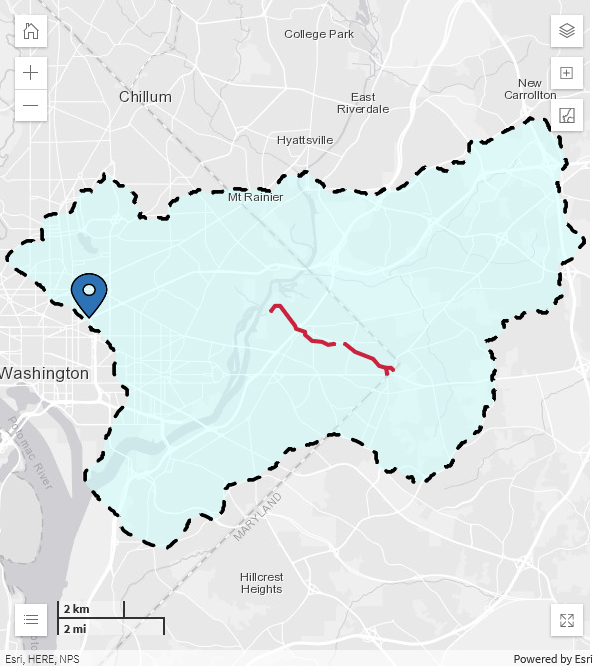 College Park
New
Carrollton
Chillum
East
Riverdale
Hyattsville
Mt Rainier
Washington
Potomac River
MARYLAND
Hillcrest
Heights
2 km
2 mi
Esri, HERE, NPS
Powered by Esri